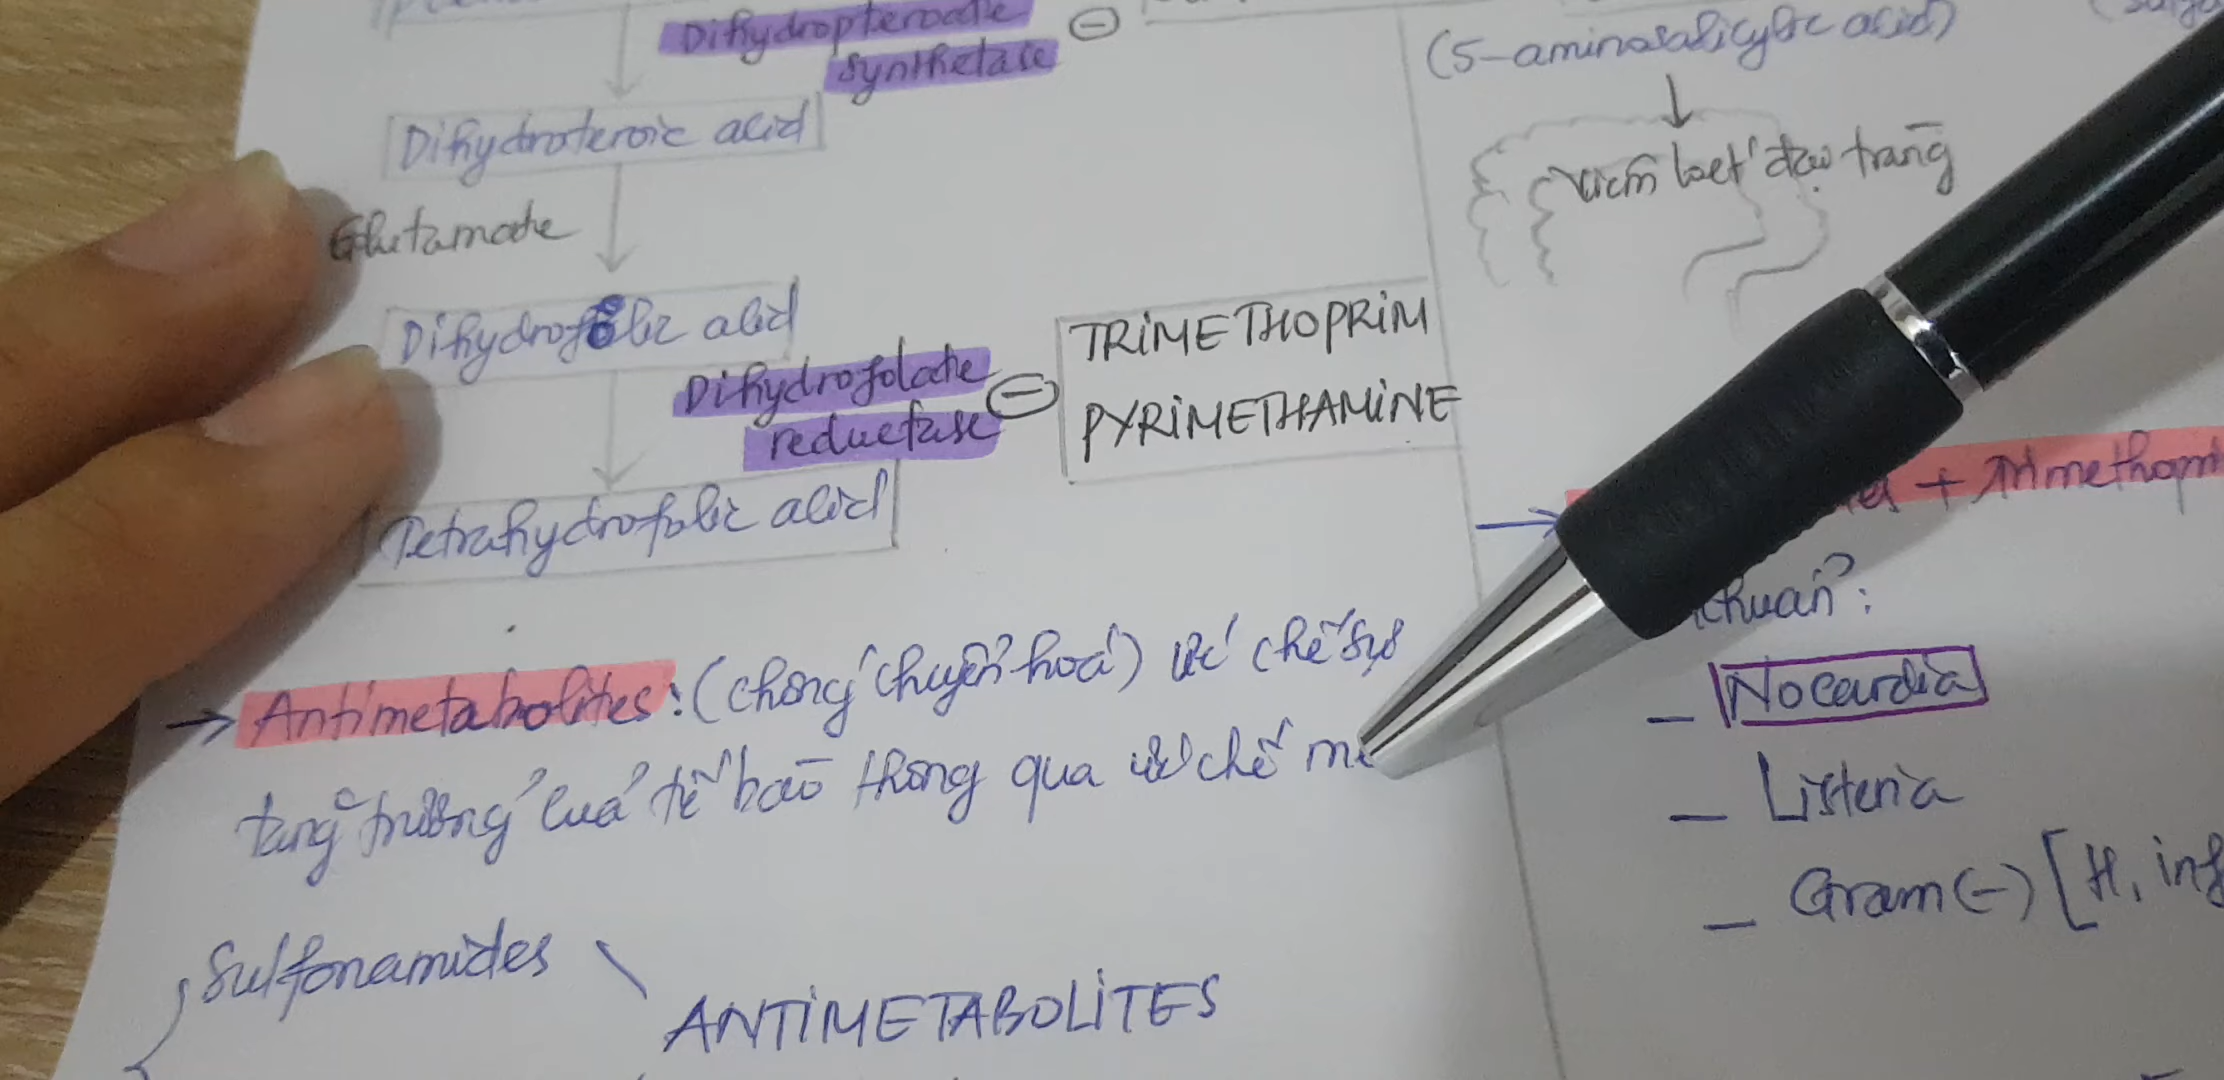 Dihydropteroate
synthetase
Dihydroteroic acid
Glutamate
Dihydrofolic acid
Dihydrofolate
reductase
TRIMETHOPRIM
PYRIMETHAMINE
Tetrahydrofolic acid
→ Antimetabolites: (chống chuyển hoá) ức chế sự
tăng trưởng của tế bào thông qua ức chế
Sulfonamides
ANTIMETABOLITES
(5-aminosalicylic acid)
viêm loét đại tràng
+ Trimethopri
khuẩn:
– Nocardia
– Listeria
– Gram (–) [H. inf